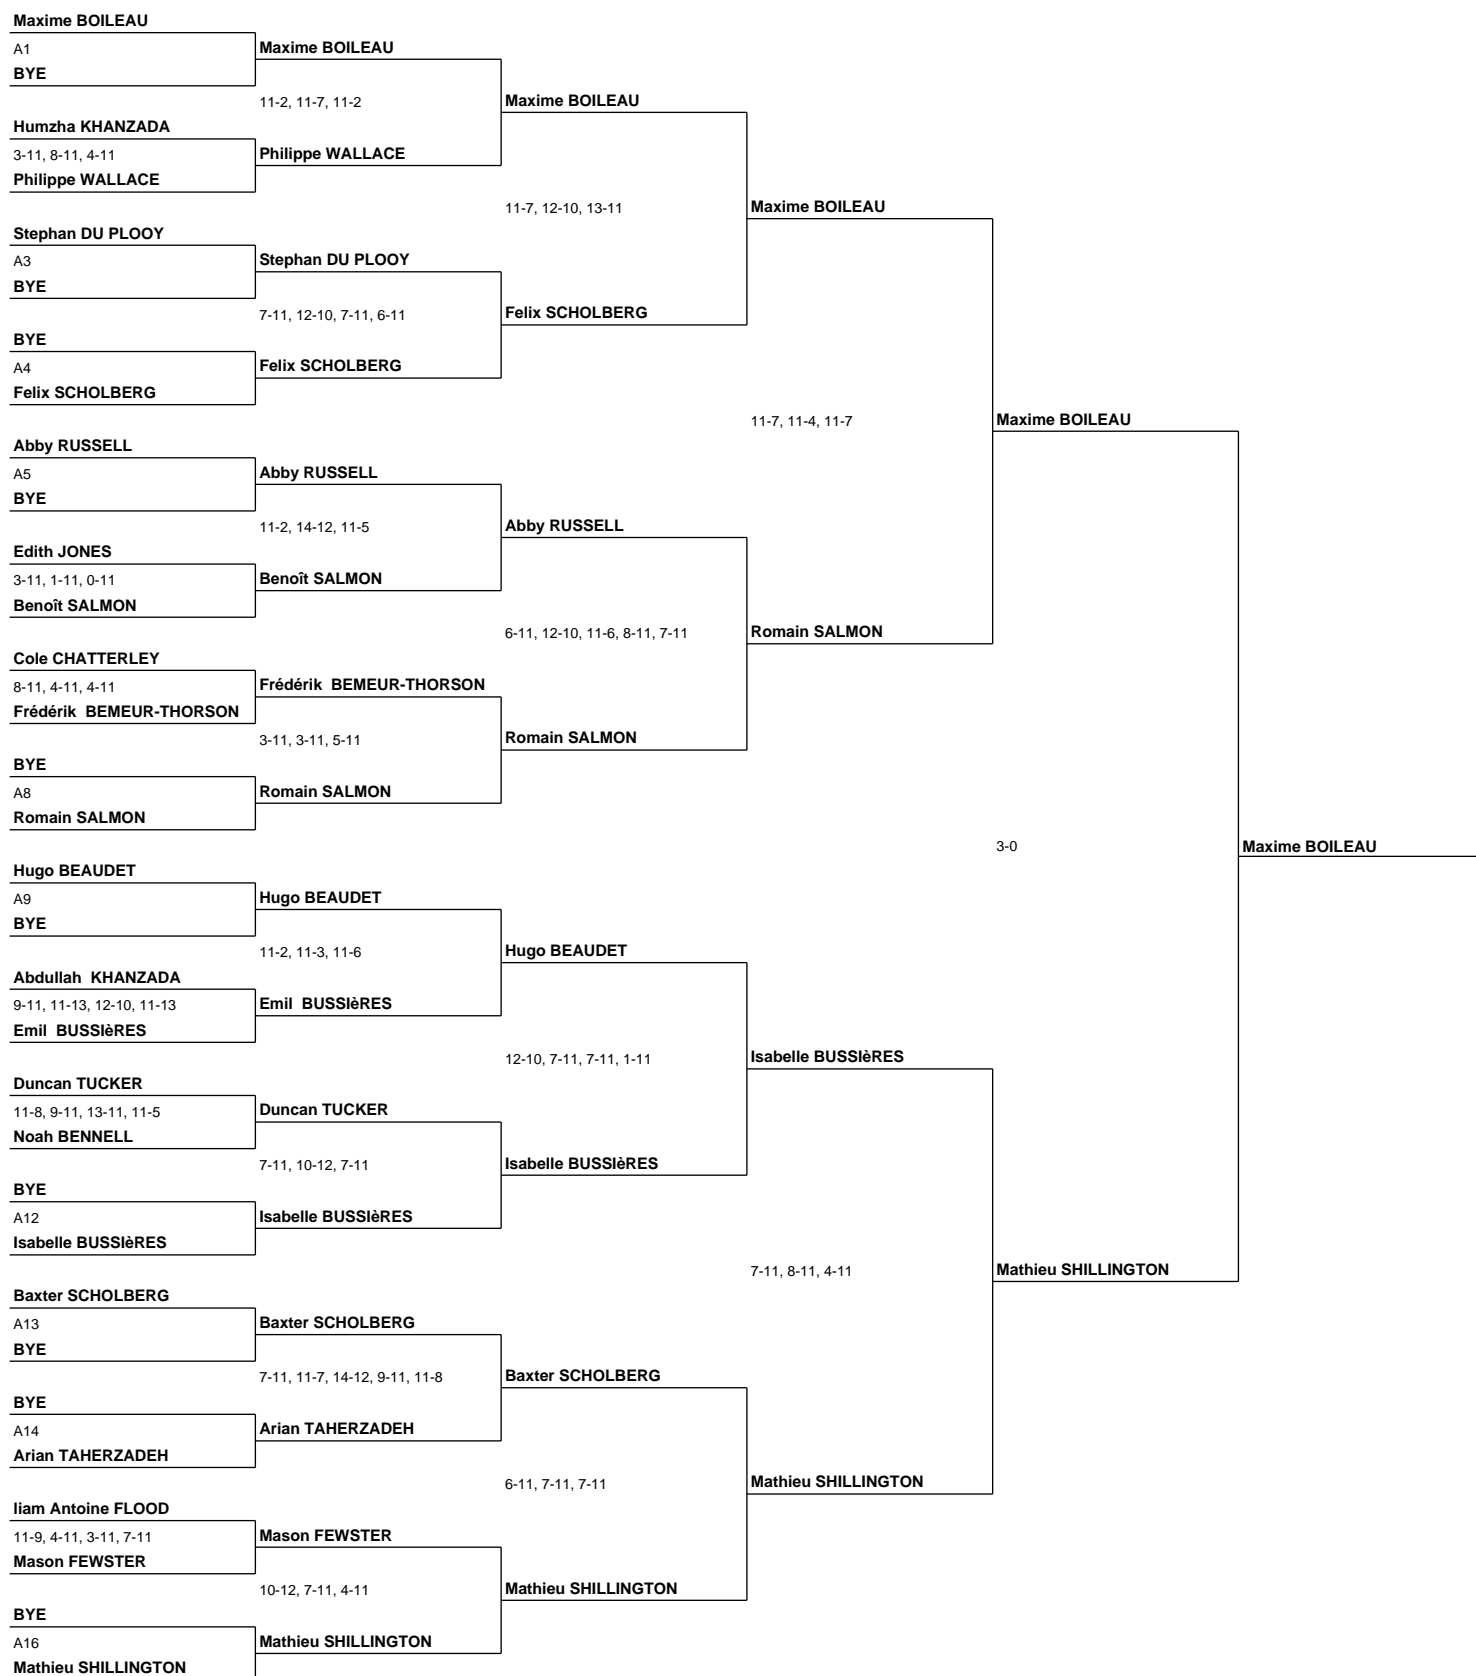 Maxime BOILEAU
A1
BYE
Maxime BOILEAU
11-2, 11-7, 11-2
Maxime BOILEAU
Humzha KHANZADA
3-11, 8-11, 4-11
Philippe WALLACE
Philippe WALLACE
11-7, 12-10, 13-11
Maxime BOILEAU
Stephan DU PLOOY
A3
BYE
Stephan DU PLOOY
7-11, 12-10, 7-11, 6-11
Felix SCHOLBERG
BYE
A4
Felix SCHOLBERG
Felix SCHOLBERG
11-7, 11-4, 11-7
Maxime BOILEAU
Abby RUSSELL
A5
BYE
Abby RUSSELL
11-2, 14-12, 11-5
Abby RUSSELL
Edith JONES
3-11, 1-11, 0-11
Benoît SALMON
Benoît SALMON
6-11, 12-10, 11-6, 8-11, 7-11
Romain SALMON
Cole CHATTERLEY
8-11, 4-11, 4-11
Frédérik  BEMEUR-THORSON
Frédérik  BEMEUR-THORSON
3-11, 3-11, 5-11
Romain SALMON
BYE
A8
Romain SALMON
Romain SALMON
3-0
Maxime BOILEAU
Hugo BEAUDET
A9
BYE
Hugo BEAUDET
11-2, 11-3, 11-6
Hugo BEAUDET
Abdullah  KHANZADA
9-11, 11-13, 12-10, 11-13
Emil  BUSSIèRES
Emil  BUSSIèRES
12-10, 7-11, 7-11, 1-11
Isabelle BUSSIèRES
Duncan TUCKER
11-8, 9-11, 13-11, 11-5
Noah BENNELL
Duncan TUCKER
7-11, 10-12, 7-11
Isabelle BUSSIèRES
BYE
A12
Isabelle BUSSIèRES
Isabelle BUSSIèRES
7-11, 8-11, 4-11
Mathieu SHILLINGTON
Baxter SCHOLBERG
A13
BYE
Baxter SCHOLBERG
7-11, 11-7, 14-12, 9-11, 11-8
Baxter SCHOLBERG
BYE
A14
Arian TAHERZADEH
Arian TAHERZADEH
6-11, 7-11, 7-11
Mathieu SHILLINGTON
liam Antoine FLOOD
11-9, 4-11, 3-11, 7-11
Mason FEWSTER
Mason FEWSTER
10-12, 7-11, 4-11
Mathieu SHILLINGTON
BYE
A16
Mathieu SHILLINGTON
Mathieu SHILLINGTON